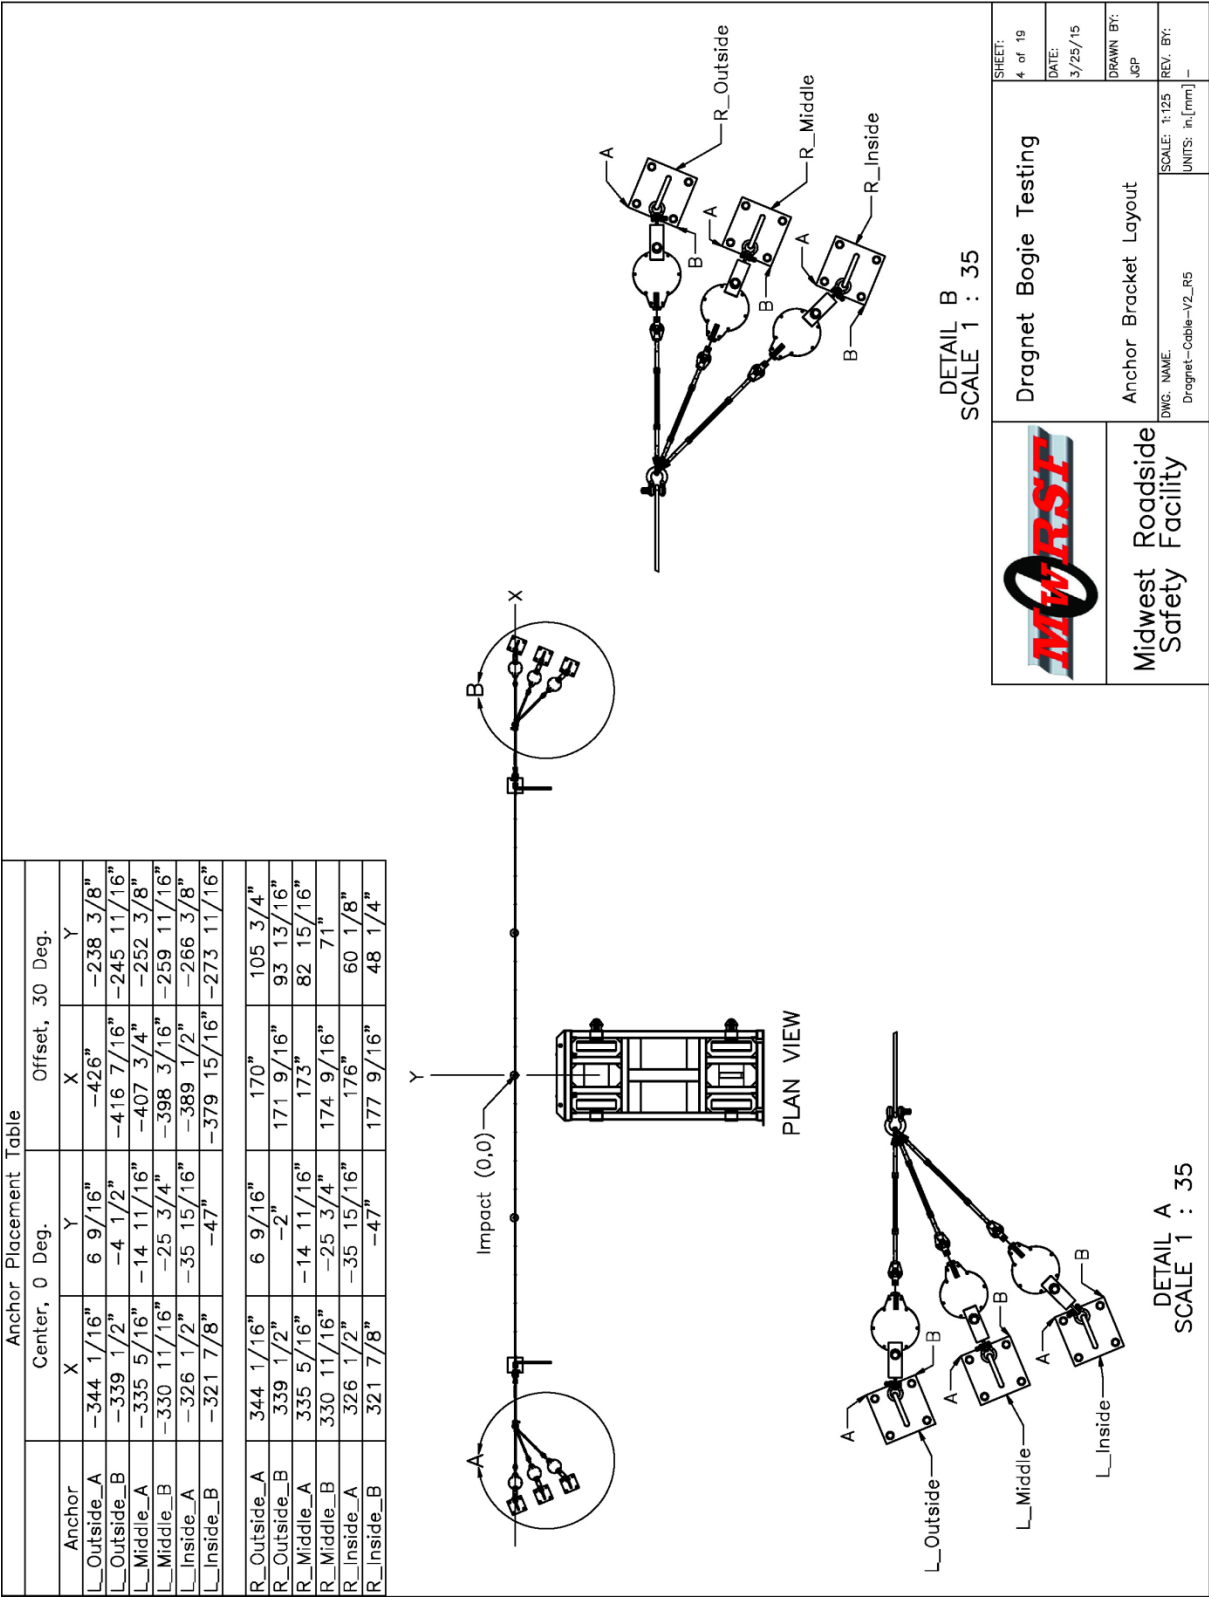 Anchor Placement Table
Center, 0 Deg. Offset, 30 Deg.
Anchor X Y X Y
L_Outside_A -344 1/16" 6 9/16" -426" -238 3/8"
L_Outside_B -339 1/2" -4 1/2" -416 7/16" -245 11/16"
L_Middle_A -335 5/16" -14 11/16" -407 3/4" -252 3/8"
L_Middle_B -330 11/16" -25 3/4" -398 3/16" -259 11/16"
L_Inside_A -326 1/2" -35 15/16" -389 1/2" -266 3/8"
L_Inside_B -321 7/8" -47" -379 15/16" -273 11/16"
R_Outside_A 344 1/16" 6 9/16" 170" 105 3/4"
R_Outside_B 339 1/2" -2" 171 9/16" 93 13/16"
R_Middle_A 335 5/16" -14 11/16" 173" 82 15/16"
R_Middle_B 330 11/16" -25 3/4" 174 9/16" 71"
R_Inside_A 326 1/2" -35 15/16" 176" 60 1/8"
R_Inside_B 321 7/8" -47" 177 9/16" 48 1/4"
Y
X
A
B
Impact (0,0)
PLAN VIEW
L_Outside
L_Middle
L_Inside
A
B
A
B
A
B
DETAIL A
SCALE 1 : 35
A
B
A
B
A
B
R_Outside
R_Middle
R_Inside
DETAIL B
SCALE 1 : 35
MwRSF
Midwest Roadside
Safety Facility
Dragnet Bogie Testing
Anchor Bracket Layout
SHEET:
4 of 19
DATE:
3/25/15
DRAWN BY:
JGP
DWG. NAME.
Dragnet-Cable-V2_R5
SCALE: 1:125
UNITS: in.[mm]
REV. BY:
-